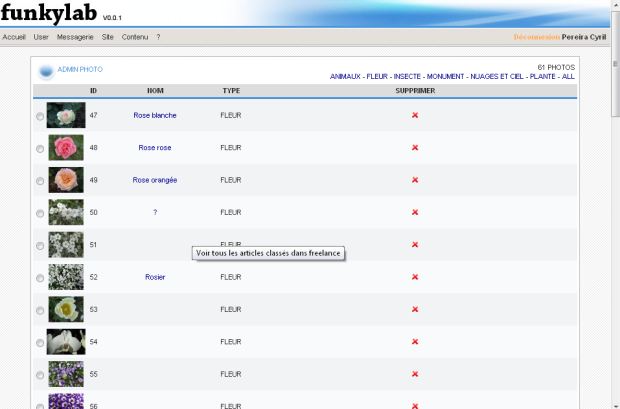 funkylab V0.0.1
Accueil User Messagerie Site Contenu ? Déconnexion Pereira Cyril
ADMIN PHOTO
61 PHOTOS
ANIMAUX - FLEUR - INSECTE - MONUMENT - NUAGES ET CIEL - PLANTE - ALL
ID NOM TYPE SUPPRIMER
47 Rose blanche FLEUR
48 Rose rose FLEUR
49 Rose orangée FLEUR
50 ? FLEUR
51 FLEUR
Voir tous les articles classés dans freelance
52 Rosier FLEUR
53 FLEUR
54 FLEUR
55 FLEUR
56 FLEUR